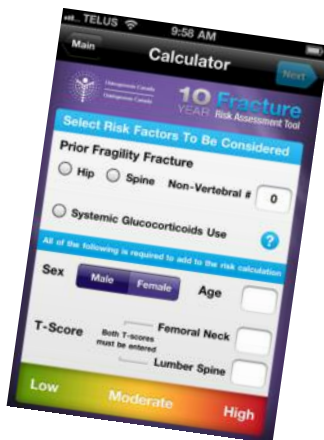 TELUS 9:58 AM
Main Calculator Next
Osteoporosis Canada
Ostéoporose Canada
10 YEAR Fracture Risk Assessment Tool
Select Risk Factors To Be Considered
Prior Fragility Fracture
Hip Spine Non-Vertebral # 0
Systemic Glucocorticoids Use ?
All of the following is required to add to the risk calculation
Sex Male Female Age
T-Score Both T-scores must be entered Femoral Neck
Lumber Spine
Low Moderate High